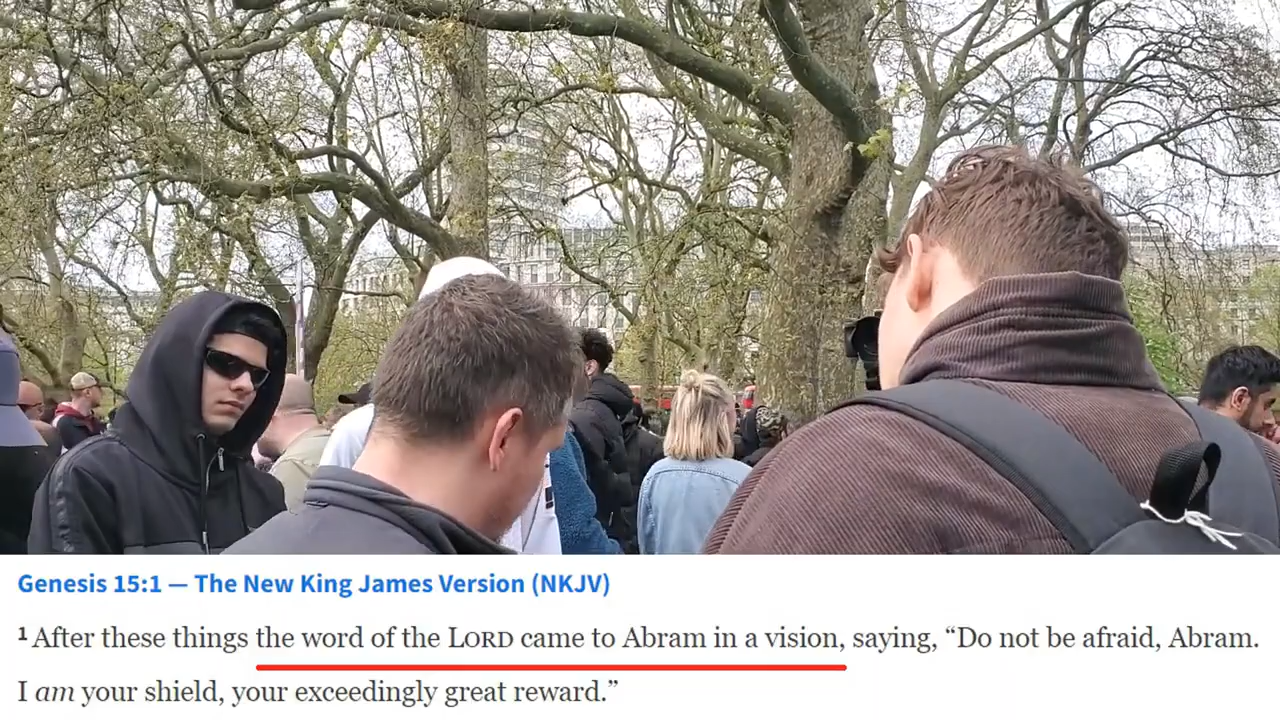 Genesis 15:1 — The New King James Version (NKJV)
1 After these things the word of the LORD came to Abram in a vision, saying, “Do not be afraid, Abram.
I am your shield, your exceedingly great reward.”